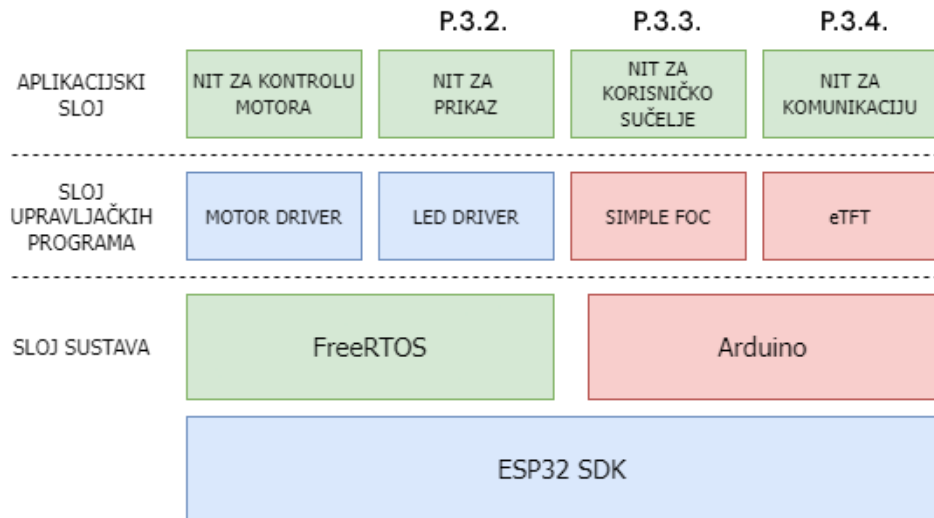 P.3.2.
P.3.3.
P.3.4.
APLIKACIJSKI
SLOJ
NIT ZA KONTROLU
MOTORA
NIT ZA
PRIKAZ
NIT ZA
KORISNIČKO
SUČELJE
NIT ZA
KOMUNIKACIJU
SLOJ
UPRAVLJAČKIH
PROGRAMA
MOTOR DRIVER
LED DRIVER
SIMPLE FOC
eTFT
SLOJ SUSTAVA
FreeRTOS
Arduino
ESP32 SDK